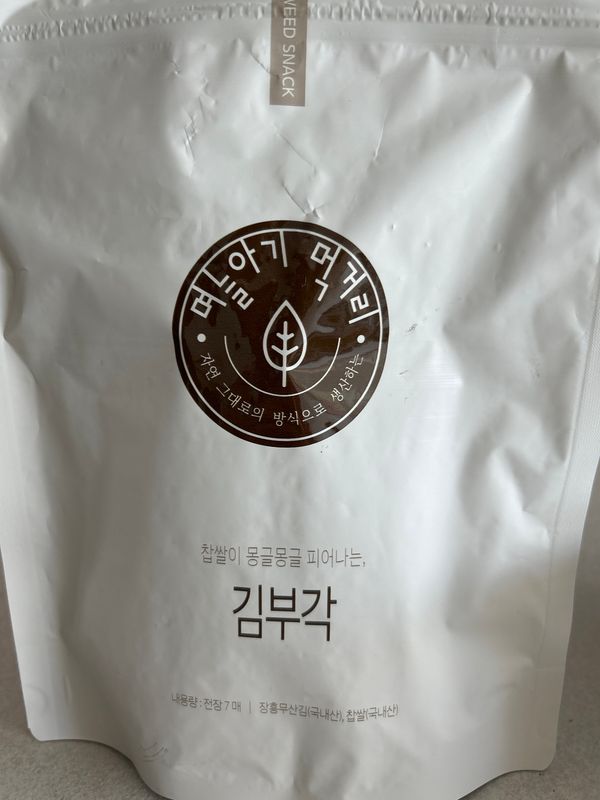 WEED SNACK
며늘아기 먹거리
자연 그대로의 방식으로 생산하는
찹쌀이 몽글몽글 피어나는,
김부각
내용량 : 전장 7 매 | 장흥무산김(국내산), 찹쌀(국내산)